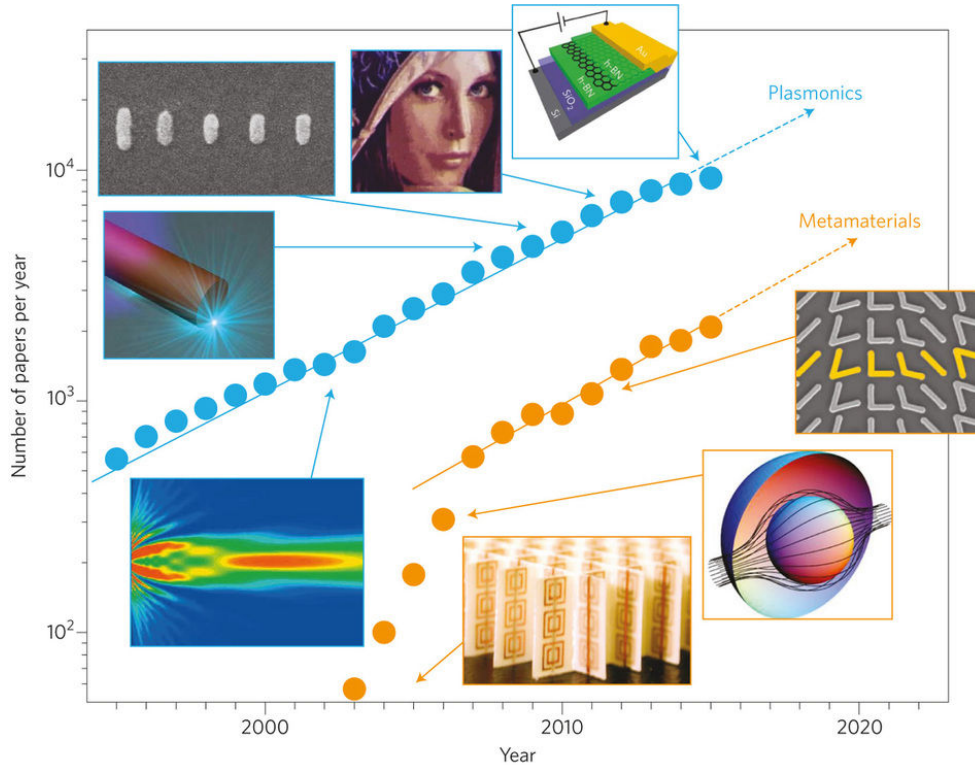 Au
h-BN
h-BN
SiO2
Si
Plasmonics
Metamaterials
10⁴
10³
10²
Number of papers per year
2000
2010
2020
Year